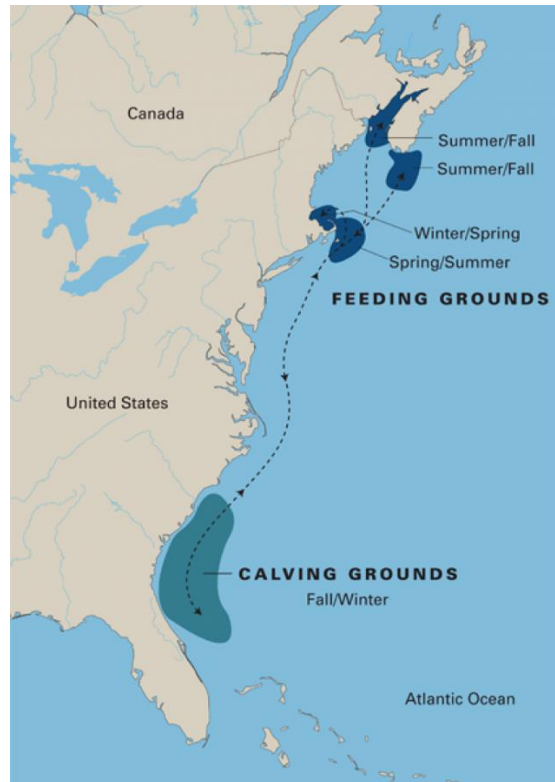 Canada
Summer/Fall
Summer/Fall
Winter/Spring
Spring/Summer
FEEDING GROUNDS
United States
CALVING GROUNDS
Fall/Winter
Atlantic Ocean